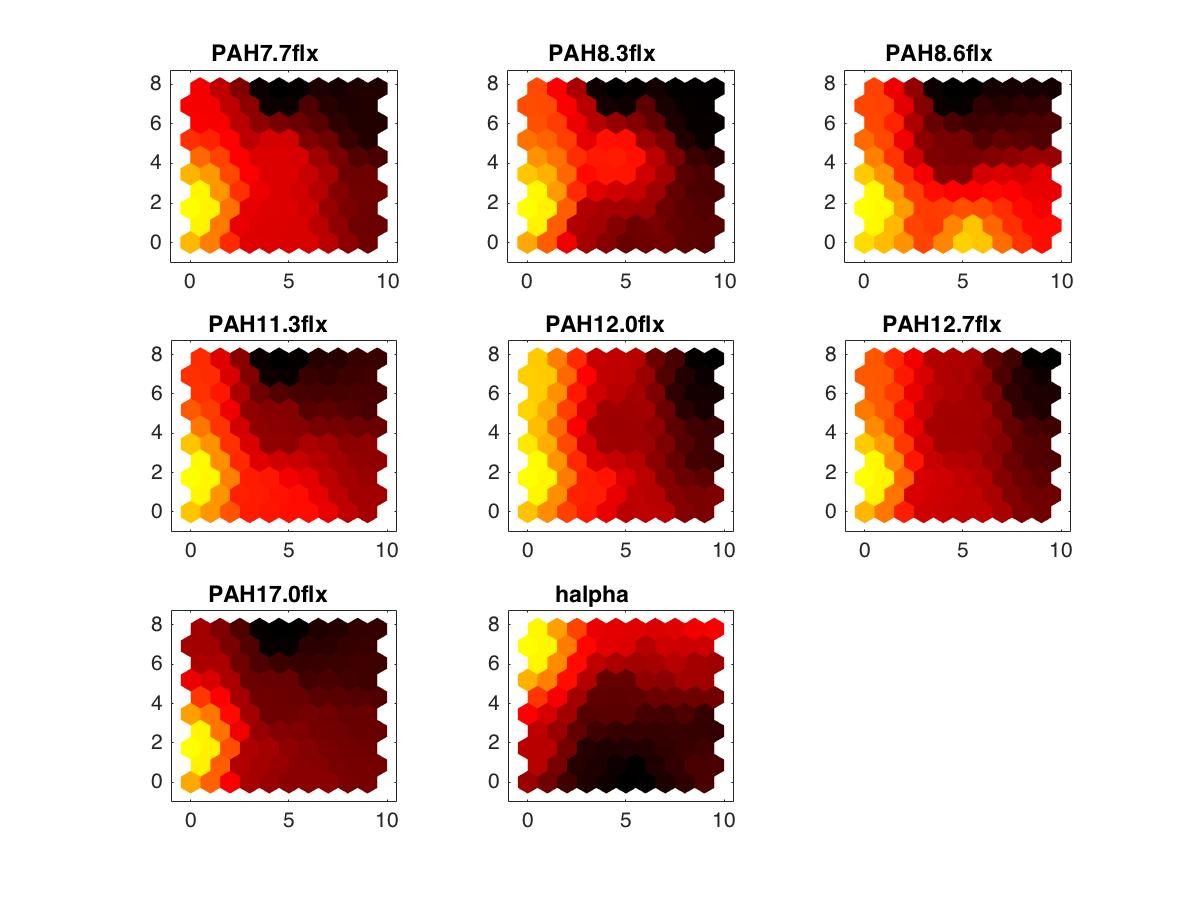 PAH7.7flx PAH8.3flx PAH8.6flx
8 8 8
6 6 6
4 4 4
2 2 2
0 0 0
0 5 10 0 5 10 0 5 10
PAH11.3flx PAH12.0flx PAH12.7flx
8 8 8
6 6 6
4 4 4
2 2 2
0 0 0
0 5 10 0 5 10 0 5 10
PAH17.0flx halpha
8 8
6 6
4 4
2 2
0 0
0 5 10 0 5 10